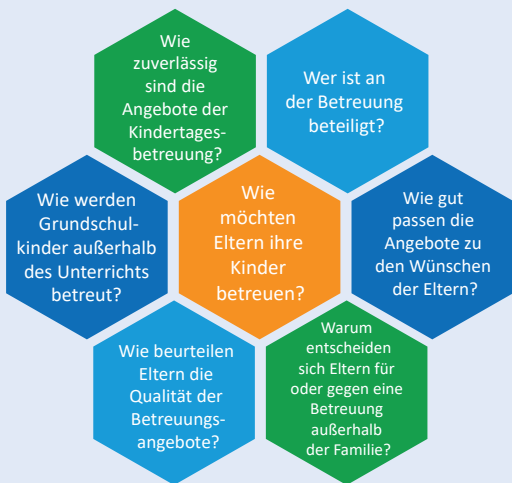 Wie
zuverlässig
sind die
Angebote der
Kindertages-
betreuung?
Wer ist an
der Betreuung
beteiligt?
Wie werden
Grundschul-
kinder außerhalb
des Unterrichts
betreut?
Wie
möchten
Eltern ihre
Kinder
betreuen?
Wie gut
passen die
Angebote zu
den Wünschen
der Eltern?
Wie beurteilen
Eltern die
Qualität der
Betreuungs-
angebote?
Warum
entscheiden
sich Eltern für
oder gegen eine
Betreuung
außerhalb
der Familie?